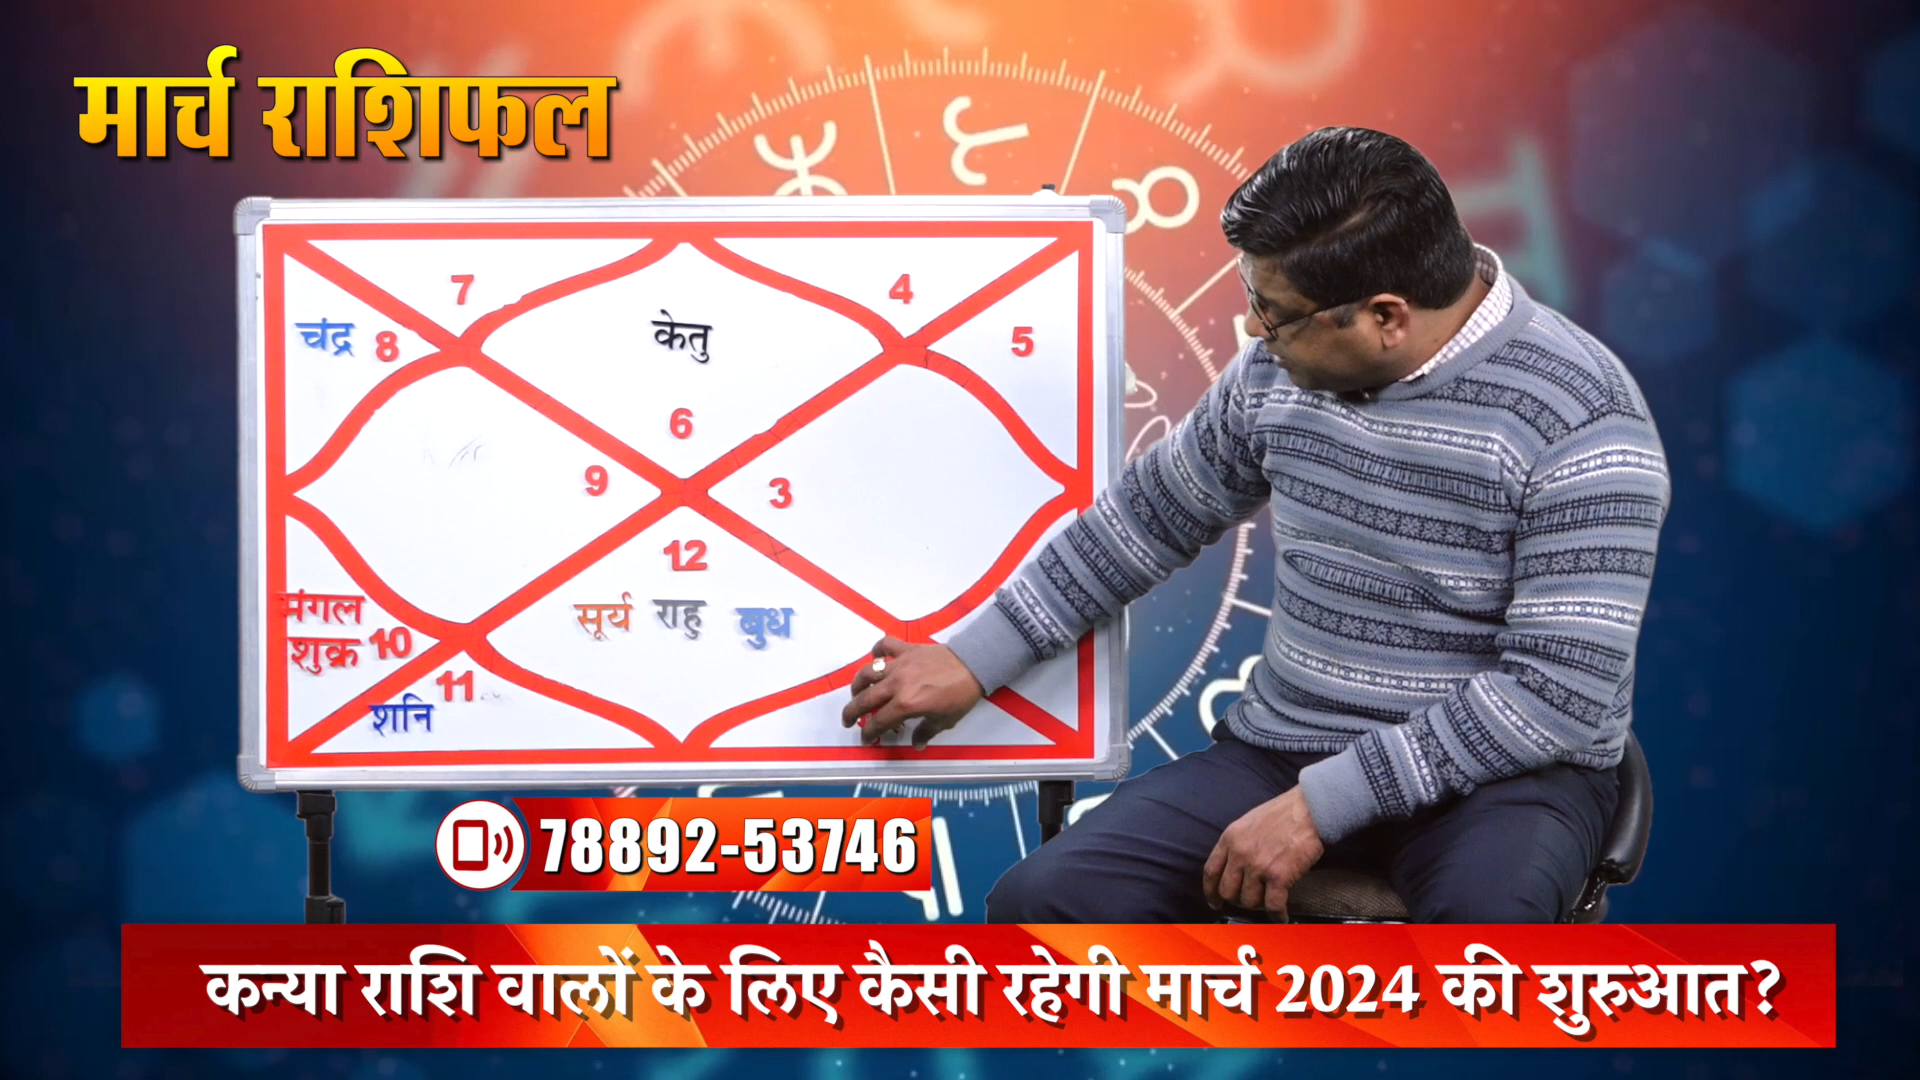 मार्च राशिफल
7
4
चंद्र 8
केतु
5
6
9
3
12
सूर्य राहु बुध
मंगल
शुक्र 10
11
शनि
78892-53746
कन्या राशि वालों के लिए कैसी रहेगी मार्च 2024 की शुरुआत?